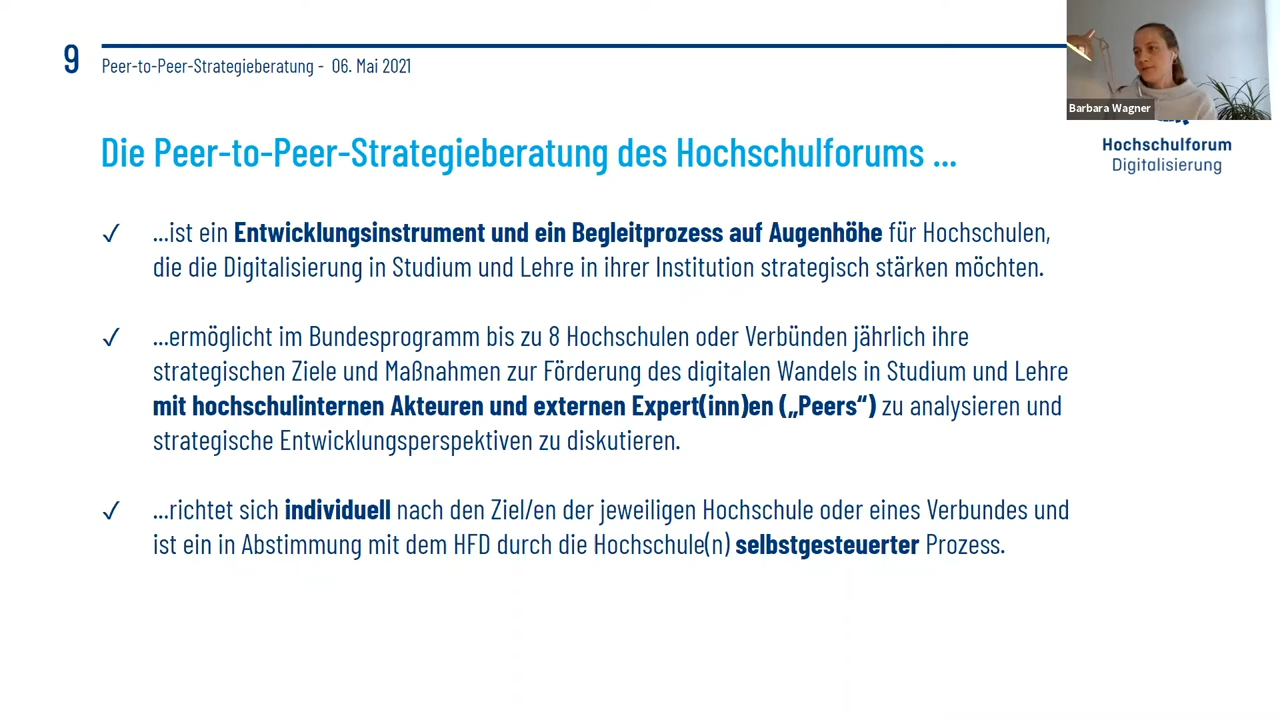 9
Peer-to-Peer-Strategieberatung - 06. Mai 2021
Barbara Wagner
Hochschulforum
Digitalisierung
Die Peer-to-Peer-Strategieberatung des Hochschulforums ...
✓ ...ist ein Entwicklungsinstrument und ein Begleitprozess auf Augenhöhe für Hochschulen,
die die Digitalisierung in Studium und Lehre in ihrer Institution strategisch stärken möchten.
✓ ...ermöglicht im Bundesprogramm bis zu 8 Hochschulen oder Verbünden jährlich ihre
strategischen Ziele und Maßnahmen zur Förderung des digitalen Wandels in Studium und Lehre
mit hochschulinternen Akteuren und externen Expert(inn)en („Peers“) zu analysieren und
strategische Entwicklungsperspektiven zu diskutieren.
✓ ...richtet sich individuell nach den Ziel/en der jeweiligen Hochschule oder eines Verbundes und
ist ein in Abstimmung mit dem HFD durch die Hochschule(n) selbstgesteuerter Prozess.